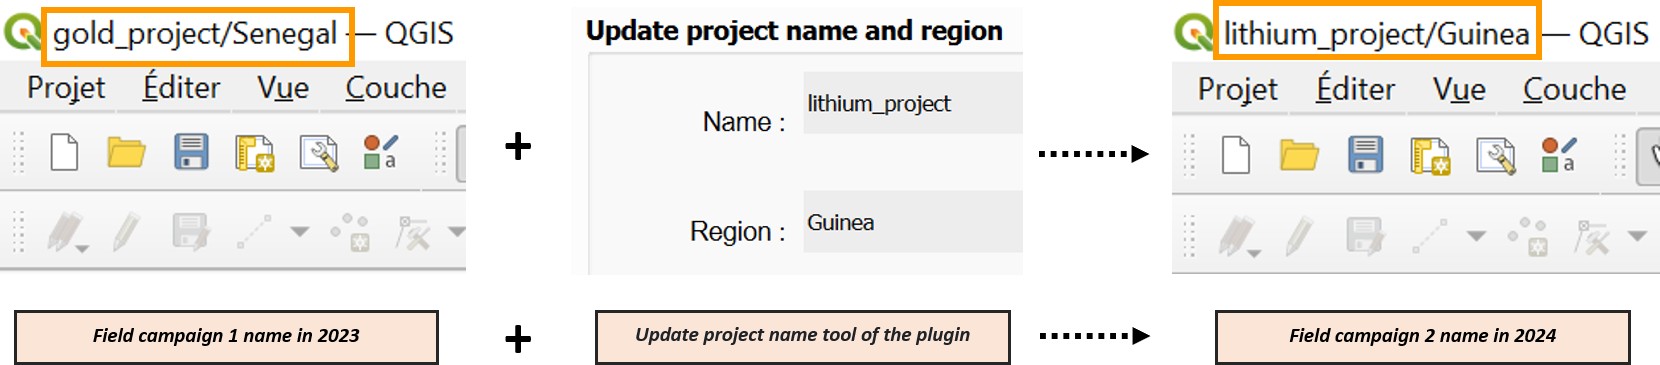 gold_project/Senegal — QGIS
Projet Éditer Vue Couche
a
+
Update project name and region
Name : lithium_project
Region : Guinea
lithium_project/Guinea — QGIS
Projet Éditer Vue Couche
a
Field campaign 1 name in 2023
+
Update project name tool of the plugin
Field campaign 2 name in 2024